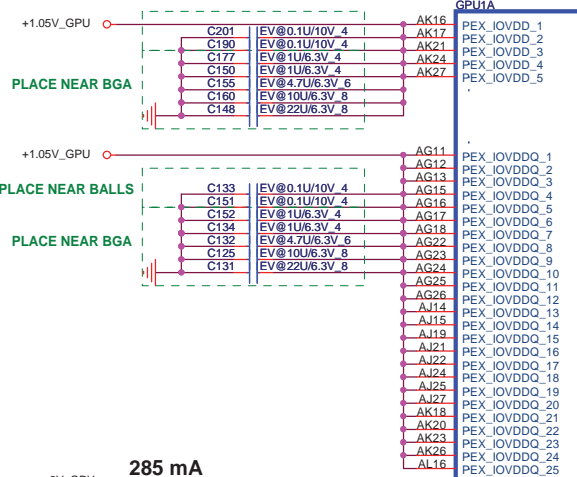 GPU1A
+1.05V_GPU AK16 PEX_IOVDD_1
C201 EV@0.1U/10V_4 AK17 PEX_IOVDD_2
C190 EV@0.1U/10V_4 AK21 PEX_IOVDD_3
C177 EV@1U/6.3V_4 AK24 PEX_IOVDD_4
C150 EV@1U/6.3V_4 AK27 PEX_IOVDD_5
PLACE NEAR BGA C155 EV@4.7U/6.3V_6
C160 EV@10U/6.3V_8
C148 EV@22U/6.3V_8
+1.05V_GPU AG11 PEX_IOVDDQ_1
AG12 PEX_IOVDDQ_2
AG13 PEX_IOVDDQ_3
PLACE NEAR BALLS C133 EV@0.1U/10V_4 AG15 PEX_IOVDDQ_4
C151 EV@0.1U/10V_4 AG16 PEX_IOVDDQ_5
C152 EV@1U/6.3V_4 AG17 PEX_IOVDDQ_6
C134 EV@1U/6.3V_4 AG18 PEX_IOVDDQ_7
PLACE NEAR BGA C132 EV@4.7U/6.3V_6 AG22 PEX_IOVDDQ_8
C125 EV@10U/6.3V_8 AG23 PEX_IOVDDQ_9
C131 EV@22U/6.3V_8 AG24 PEX_IOVDDQ_10
AG25 PEX_IOVDDQ_11
AG26 PEX_IOVDDQ_12
AJ14 PEX_IOVDDQ_13
AJ15 PEX_IOVDDQ_14
AJ19 PEX_IOVDDQ_15
AJ21 PEX_IOVDDQ_16
AJ22 PEX_IOVDDQ_17
AJ24 PEX_IOVDDQ_18
AJ25 PEX_IOVDDQ_19
AJ27 PEX_IOVDDQ_20
AK18 PEX_IOVDDQ_21
AK20 PEX_IOVDDQ_22
AK23 PEX_IOVDDQ_23
AK26 PEX_IOVDDQ_24
AL16 PEX_IOVDDQ_25
285 mA